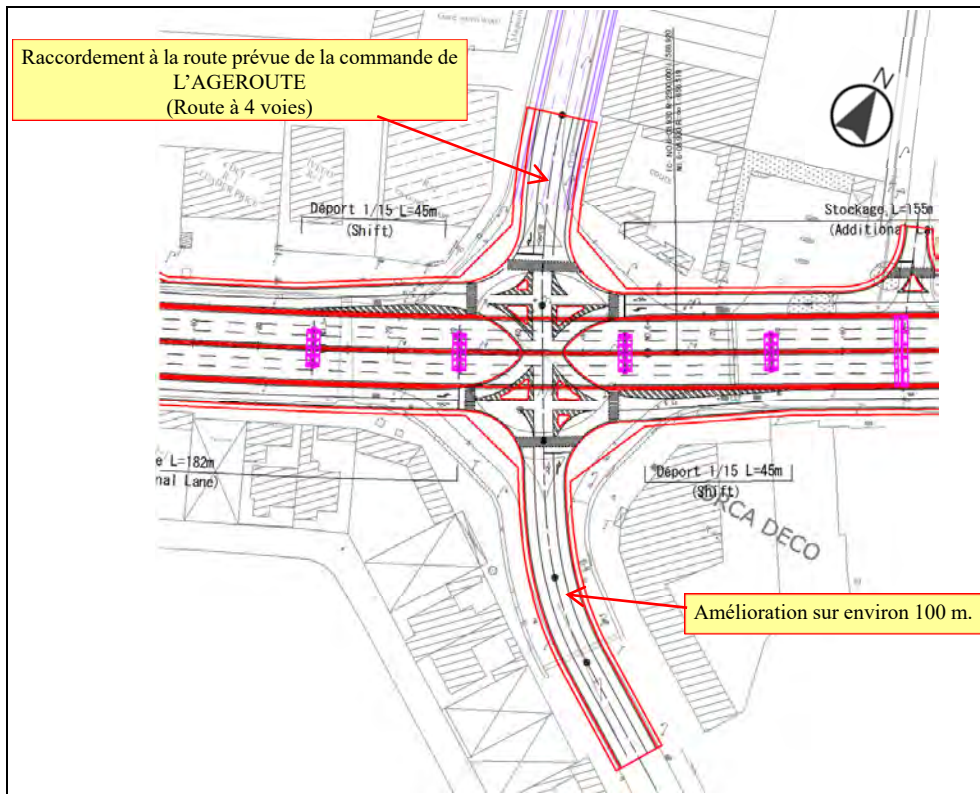 Raccordement à la route prévue de la commande de
L'AGEROUTE
(Route à 4 voies)
N
Déport 1/15 L=45m
(Shift)
Stockage L=155m
(Additiona
e L=182m
nal Lane)
Déport 1/15 L=45m
(Shift)
ORCA DECO
Amélioration sur environ 100 m.